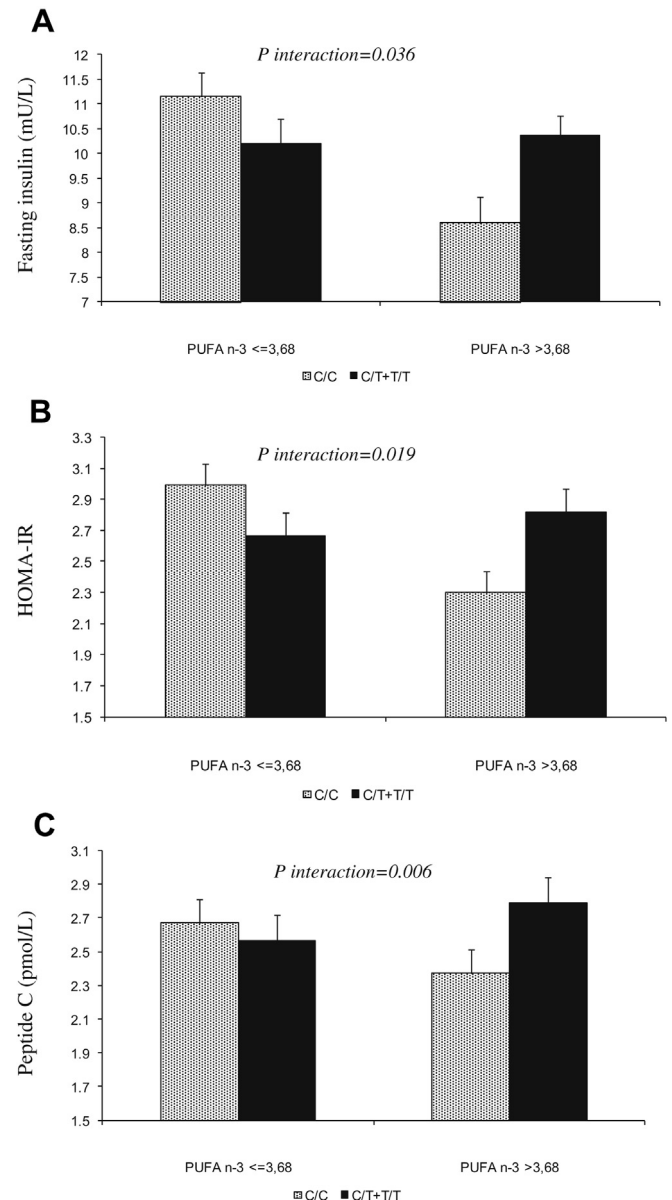 A
P interaction=0.036
Fasting insulin (mU/L)
12
11.5
11
10.5
10
9.5
9
8.5
8
7.5
7
PUFA n-3 <=3,68 PUFA n-3 >3,68
C/C C/T+T/T
B
P interaction=0.019
HOMA-IR
3.3
3.1
2.9
2.7
2.5
2.3
2.1
1.9
1.7
1.5
PUFA n-3 <=3,68 PUFA n-3 >3,68
C/C C/T+T/T
C
P interaction=0.006
Peptide C (pmol/L)
3.1
2.9
2.7
2.5
2.3
2.1
1.9
1.7
1.5
PUFA n-3 <=3,68 PUFA n-3 >3,68
C/C C/T+T/T